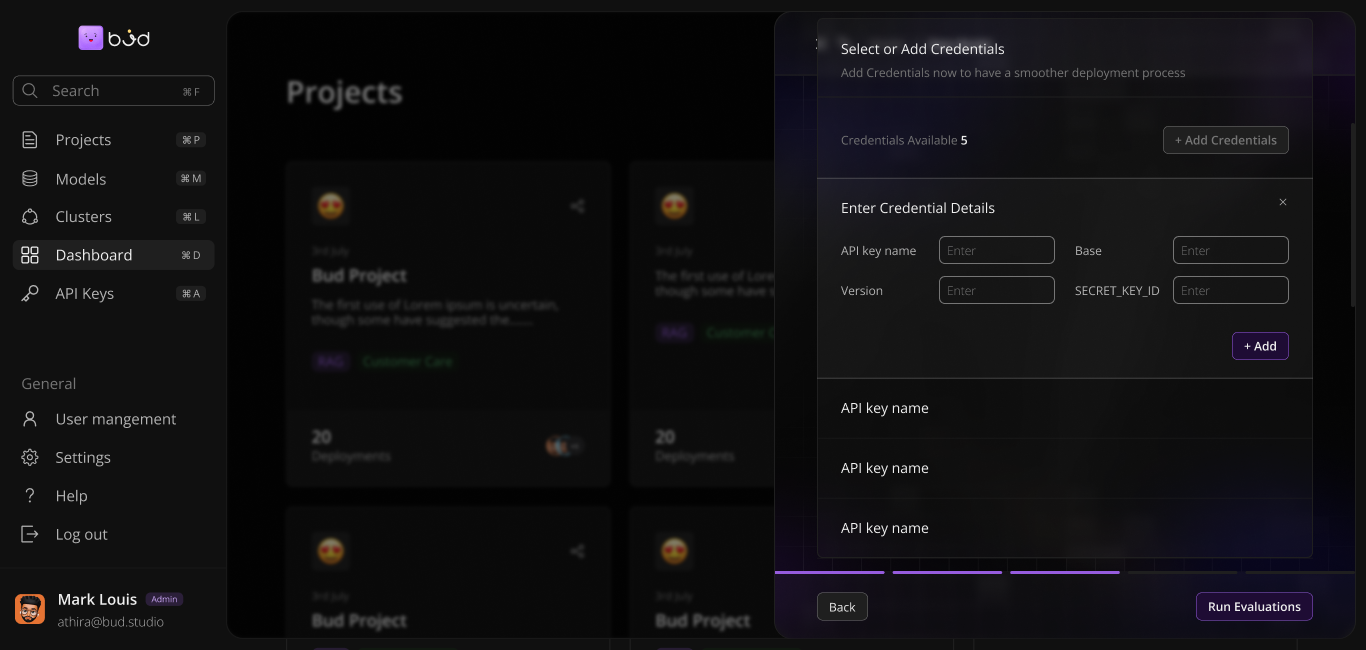 bud
Search ⌘ F
Projects ⌘ P
Models ⌘ M
Clusters ⌘ L
Dashboard ⌘ D
API Keys ⌘ A
General
User mangement
Settings
Help
Log out
Mark Louis Admin
athira@bud.studio
Projects
3rd July
Bud Project
The first use of Lorem ipsum is uncertain,
though some have suggested the.......
RAG Customer Care
20
Deployments
3rd July
Bud Project
The first use of Lore
though some have s
RAG Customer C
20
Deployments
3rd July
Bud Project
3rd July
Bud Project
Select or Add Credentials
Add Credentials now to have a smoother deployment process
Credentials Available 5
+ Add Credentials
Enter Credential Details
API key name Enter Base Enter
Version Enter SECRET_KEY_ID Enter
+ Add
API key name
API key name
API key name
Back
Run Evaluations